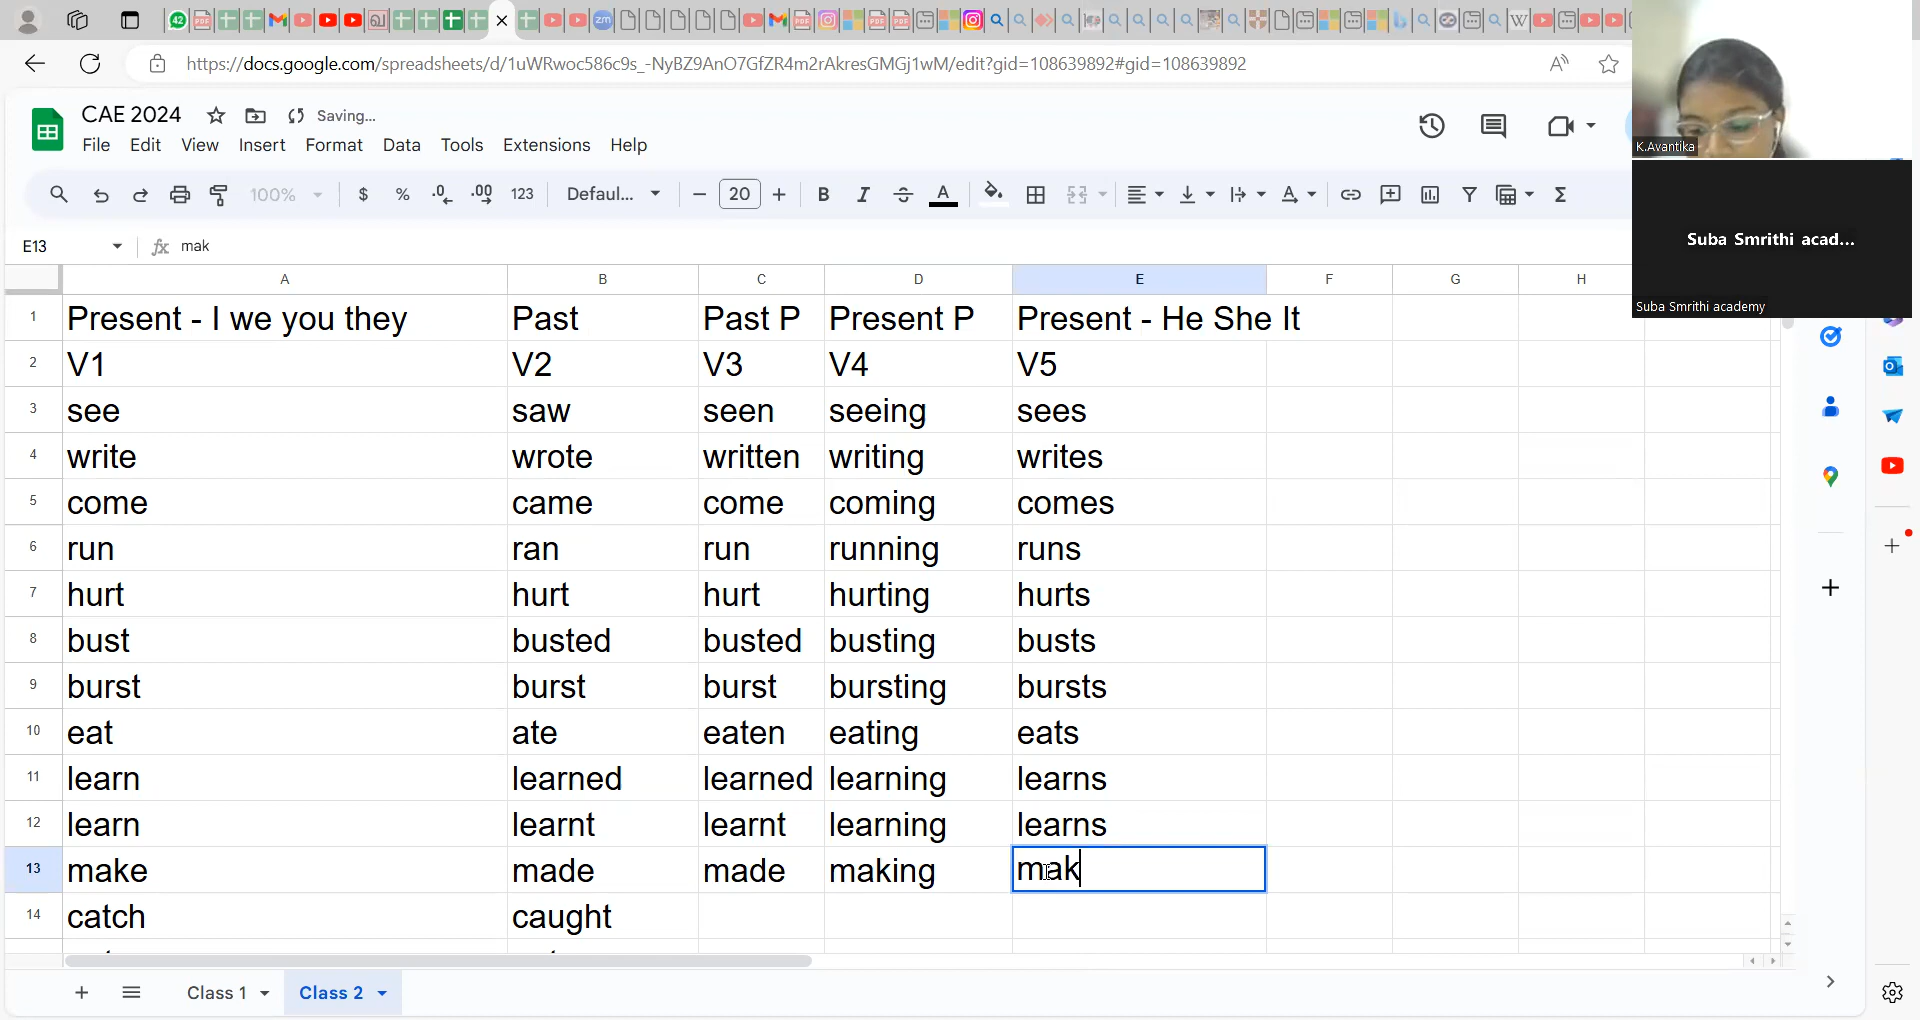 https://docs.google.com/spreadsheets/d/1uWRwoc586c9s_-NyBZ9AnO7GfZR4m2rAkresGMGj1wM/edit?gid=108639892#gid=108639892
CAE 2024 Saving...
File Edit View Insert Format Data Tools Extensions Help
100% $ % .0 .00 123 Defaul... 20 B I S A Σ
E13 fx mak
A B C D E F G H
1 Present - I we you they Past Past P Present P Present - He She It
2 V1 V2 V3 V4 V5
3 see saw seen seeing sees
4 write wrote written writing writes
5 come came come coming comes
6 run ran run running runs
7 hurt hurt hurt hurting hurts
8 bust busted busted busting busts
9 burst burst burst bursting bursts
10 eat ate eaten eating eats
11 learn learned learned learning learns
12 learn learnt learnt learning learns
13 make made made making mak
14 catch caught
Class 1 Class 2
K.Avantika
Suba Smrithi acad...
Suba Smrithi academy